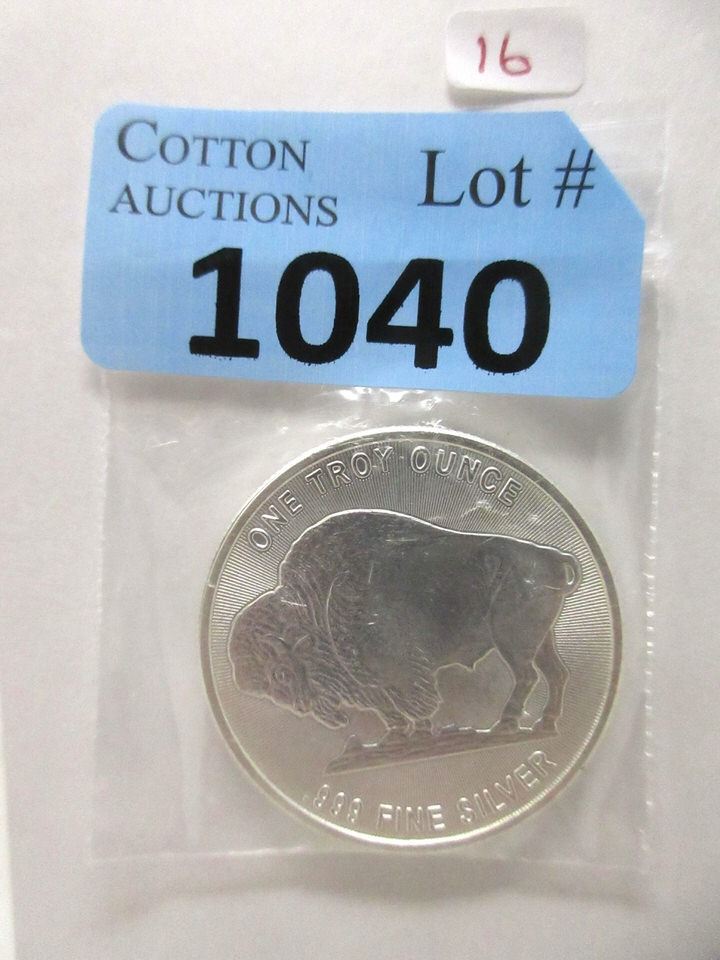 16
COTTON
AUCTIONS
Lot #
1040
ONE TROY OUNCE
.999 FINE SILVER